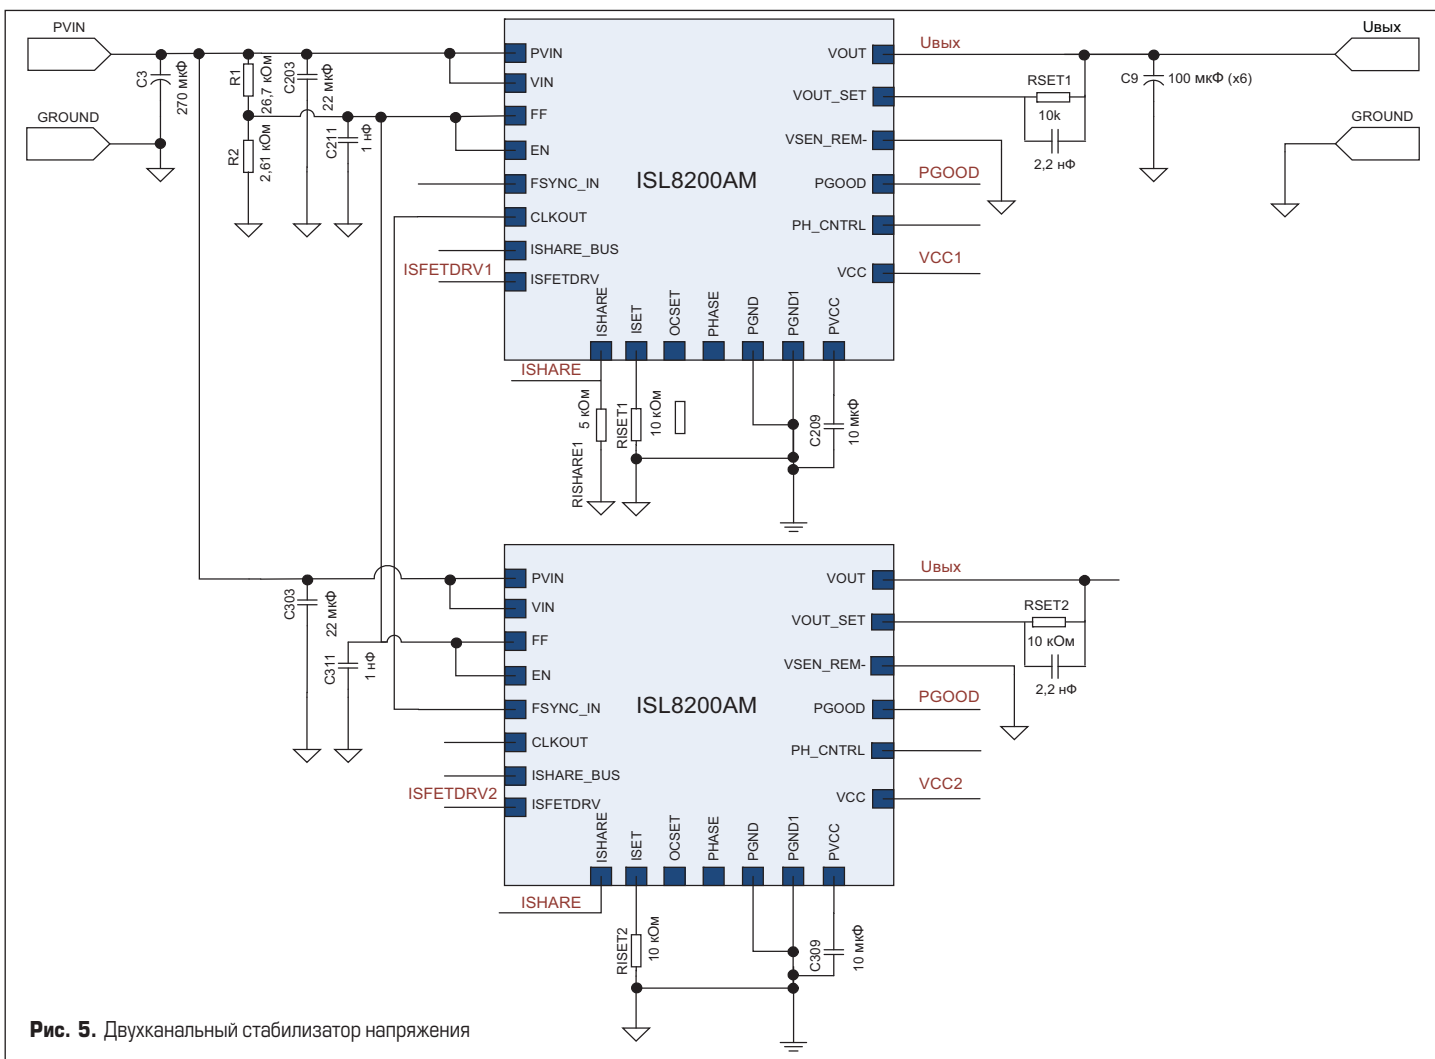 PVIN
GROUND
C3
270 мкФ
R1
26,7 кОм
R2
2,61 кОм
C203
22 мкФ
C211
1 нФ
PVIN
VIN
FF
EN
FSYNC_IN
CLKOUT
ISHARE_BUS
ISFETDRV
ISFETDRV1
ISL8200AM
VOUT
VOUT_SET
VSEN_REM-
PGOOD
PH_CNTRL
VCC
ISHARE
ISET
OCSET
PHASE
PGND
PGND1
PVCC
Uвых
PGOOD
VCC1
RSET1
10k
2,2 нФ
C9
100 мкФ (x6)
Uвых
GROUND
ISHARE
RISHARE1
5 кОм
RISET1
10 кОм
C209
10 мкФ
C303
22 мкФ
C311
1 нФ
PVIN
VIN
FF
EN
FSYNC_IN
CLKOUT
ISHARE_BUS
ISFETDRV
ISFETDRV2
ISL8200AM
VOUT
VOUT_SET
VSEN_REM-
PGOOD
PH_CNTRL
VCC
ISHARE
ISET
OCSET
PHASE
PGND
PGND1
PVCC
Uвых
PGOOD
VCC2
RSET2
10 кОм
2,2 нФ
ISHARE
RISET2
10 кОм
C309
10 мкФ
Рис. 5. Двухканальный стабилизатор напряжения